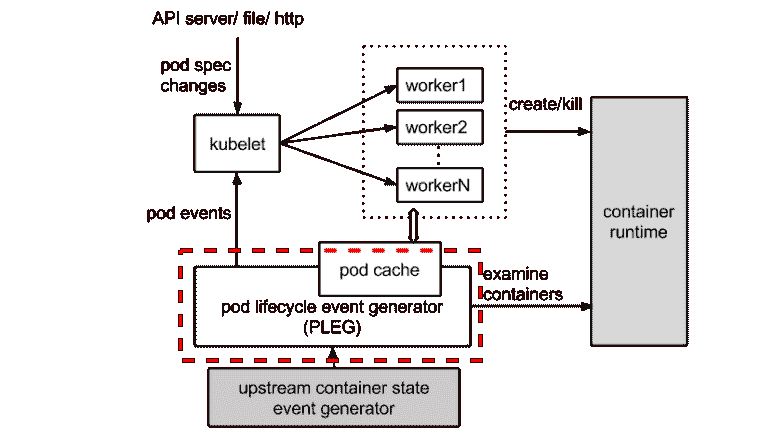 API server/ file/ http
pod spec
changes
kubelet
worker1
worker2
workerN
create/kill
container
runtime
pod events
pod cache
examine
containers
pod lifecycle event generator
(PLEG)
upstream container state
event generator